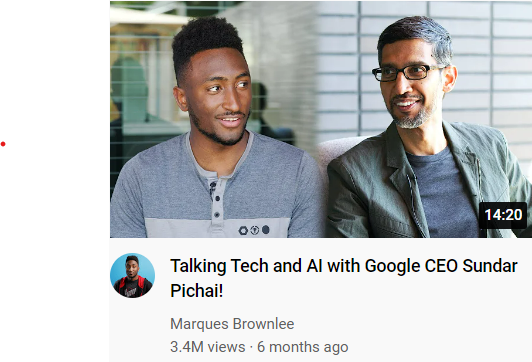 14:20
Talking Tech and AI with Google CEO Sundar
Pichai!
Marques Brownlee
3.4M views · 6 months ago